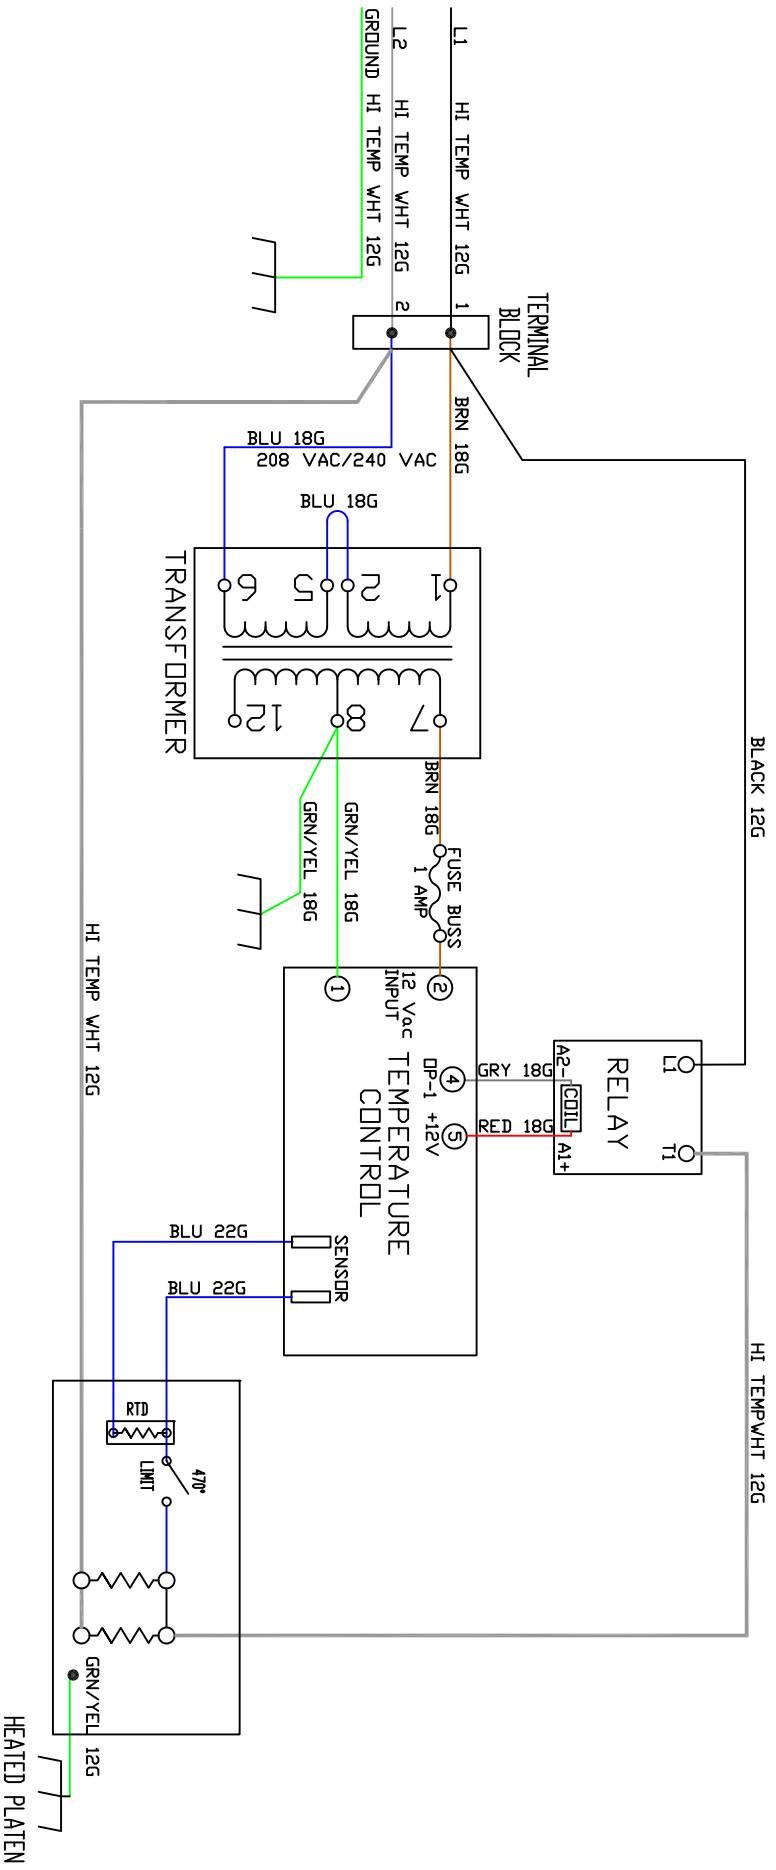 L1 HI TEMP WHT 12G 1
L2 HI TEMP WHT 12G 2
GROUND HI TEMP WHT 12G
TERMINAL
BLOCK
BLACK 12G
BRN 18G
BLU 18G
208 VAC/240 VAC
BLU 18G
TRANSFORMER
1
2
5
6
7
8
12
BRN 18G
GRN/YEL 18G
GRN/YEL 18G
FUSE BUSS
1 AMP
HI TEMP WHT 12G
2
1
12 Vac
INPUT
TEMPERATURE
CONTROL
4
OP-1 +12V
5
GRY 18G
RED 18G
RELAY
L1
T1
A2-
COIL
A1+
SENSOR
BLU 22G
BLU 22G
HI TEMPWHT 12G
RTD
LIMIT
470°
GRN/YEL 12G
HEATED PLATEN